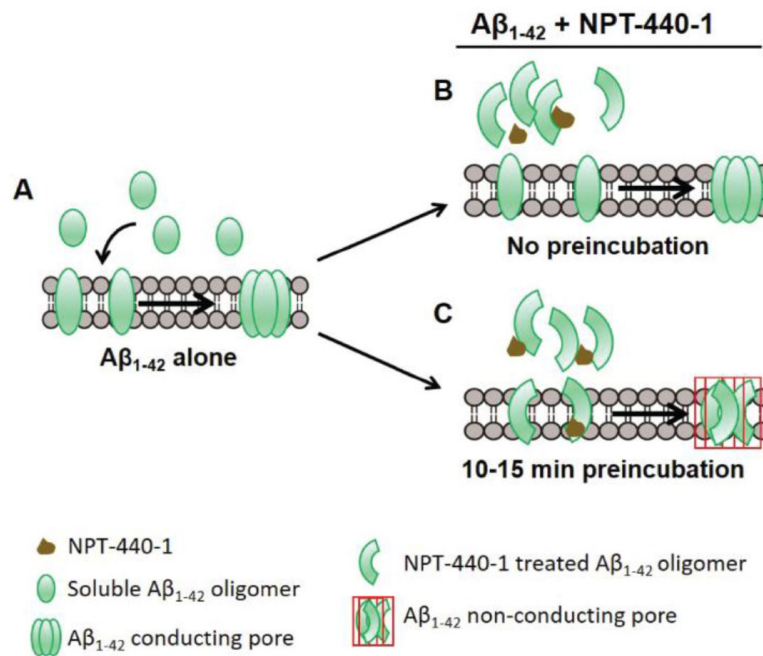 Aβ₁₋₄₂ + NPT-440-1
B
A
No preincubation
C
Aβ₁₋₄₂ alone
10-15 min preincubation
NPT-440-1
Soluble Aβ₁₋₄₂ oligomer
Aβ₁₋₄₂ conducting pore
NPT-440-1 treated Aβ₁₋₄₂ oligomer
Aβ₁₋₄₂ non-conducting pore